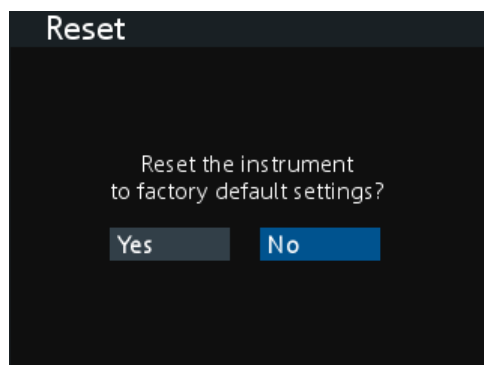 Reset
Reset the instrument
to factory default settings?
Yes
No